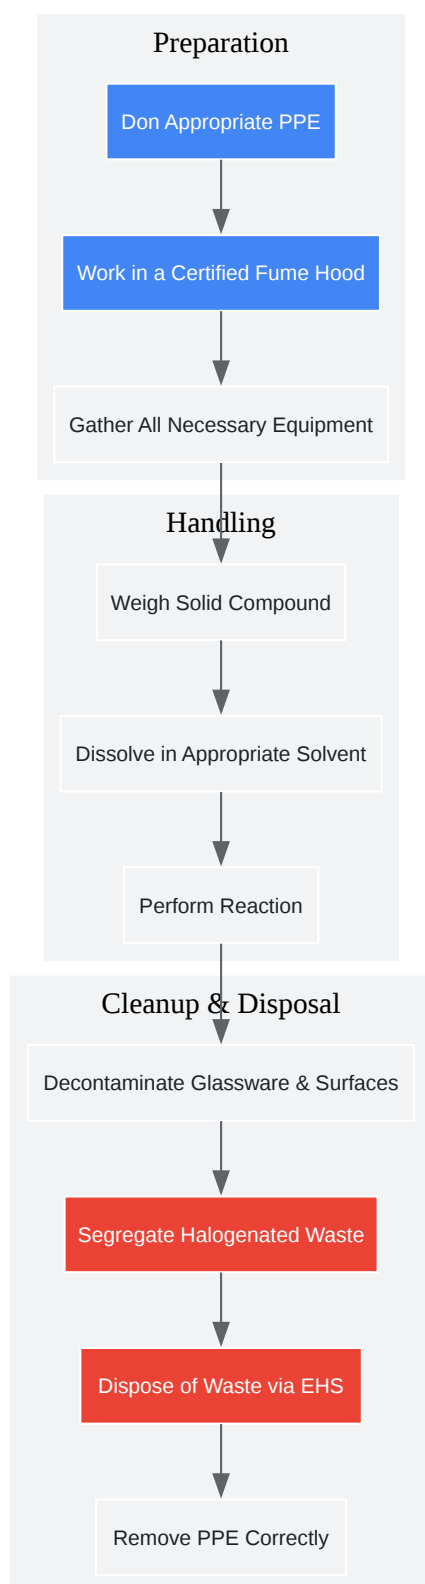 Preparation
Don Appropriate PPE
Work in a Certified Fume Hood
Gather All Necessary Equipment
Handling
Weigh Solid Compound
Dissolve in Appropriate Solvent
Perform Reaction
Cleanup & Disposal
Decontaminate Glassware & Surfaces
Segregate Halogenated Waste
Dispose of Waste via EHS
Remove PPE Correctly